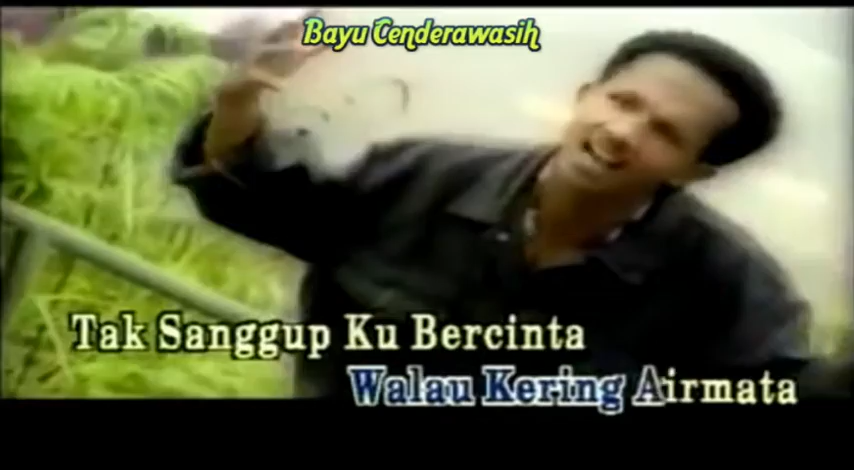 Bayu Cenderawasih
Tak Sanggup Ku Bercinta
Walau Kering Airmata